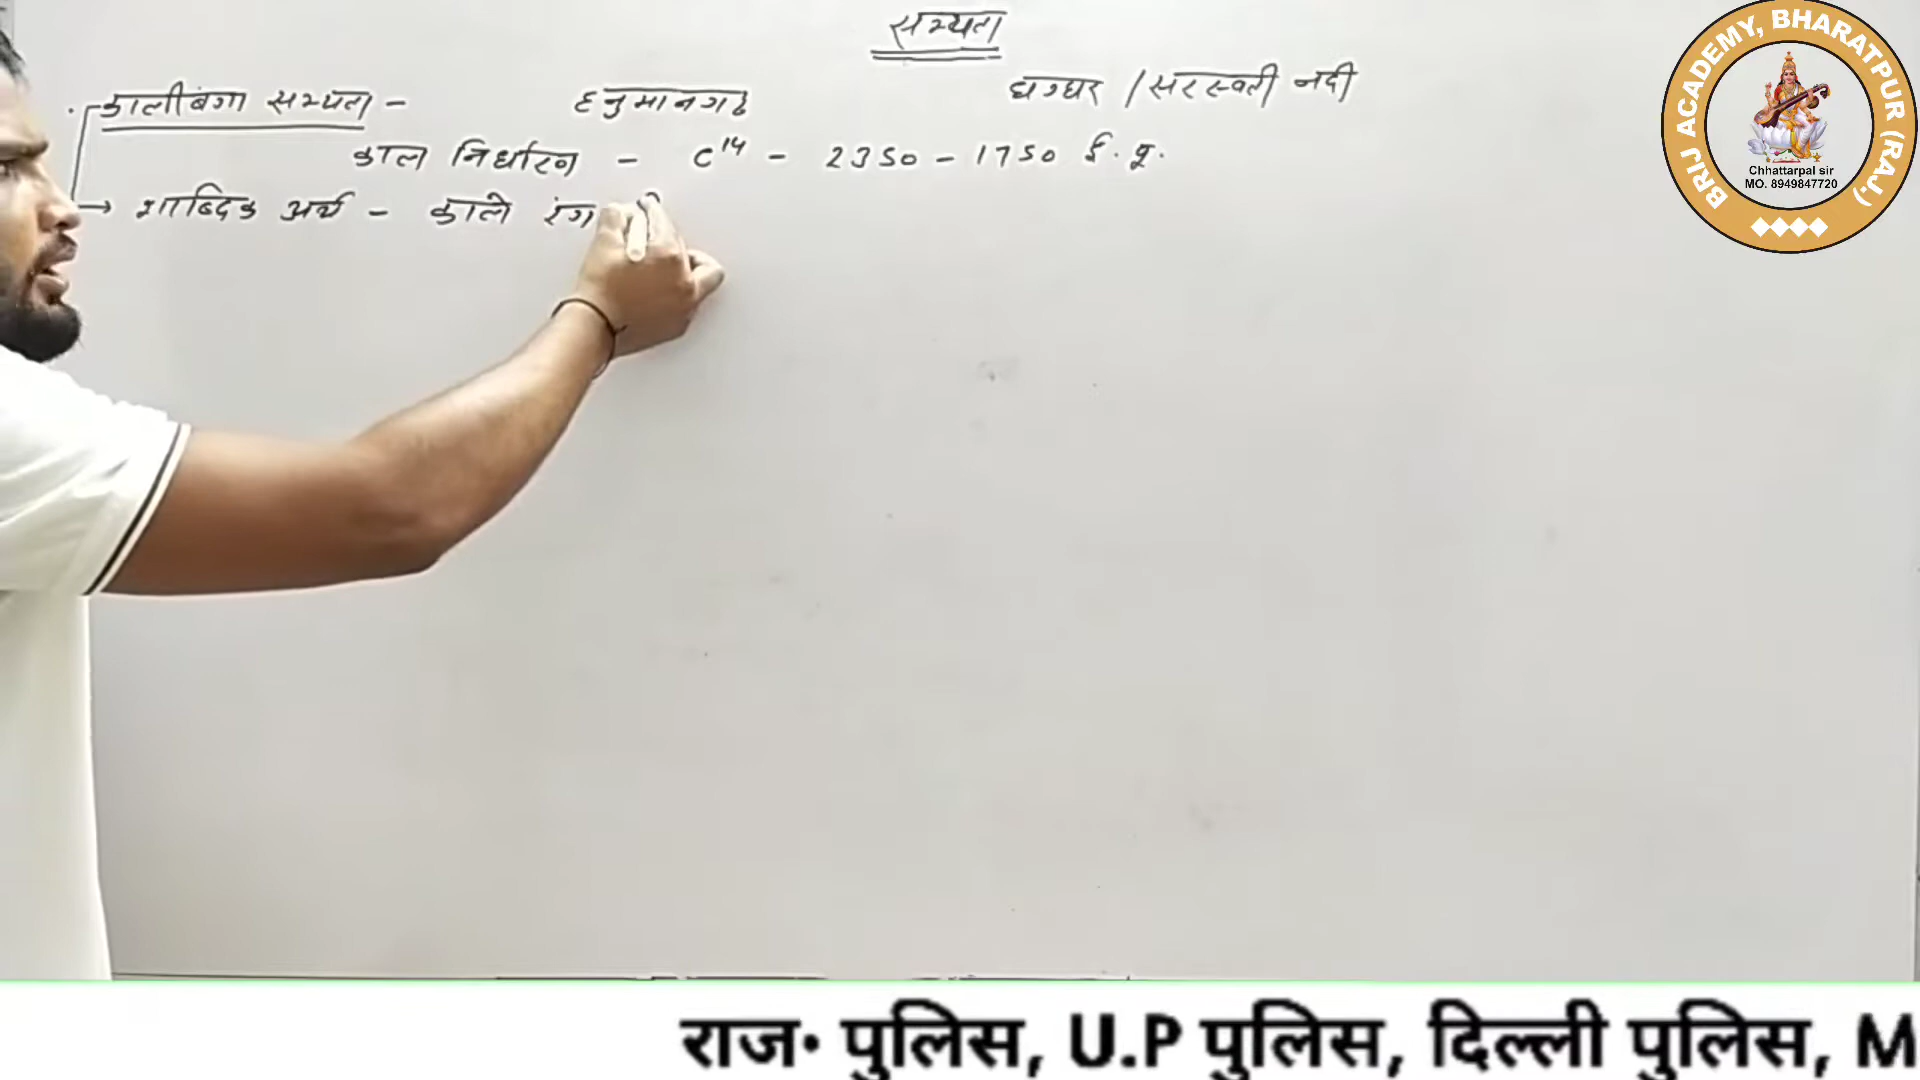 सभ्यता
कालीबंगा सभ्यता - हनुमानगढ घग्घर / सरस्वती नदी
काल निर्धारण - C¹⁴ - 2350 - 1750 ई. पू.
→ शाब्दिक अर्थ - काले रंग
BRIJ ACADEMY, BHARATPUR (RAJ.)
Chhattarpal sir
MO. 8949847720
राज॰ पुलिस, U.P पुलिस, दिल्ली पुलिस, M